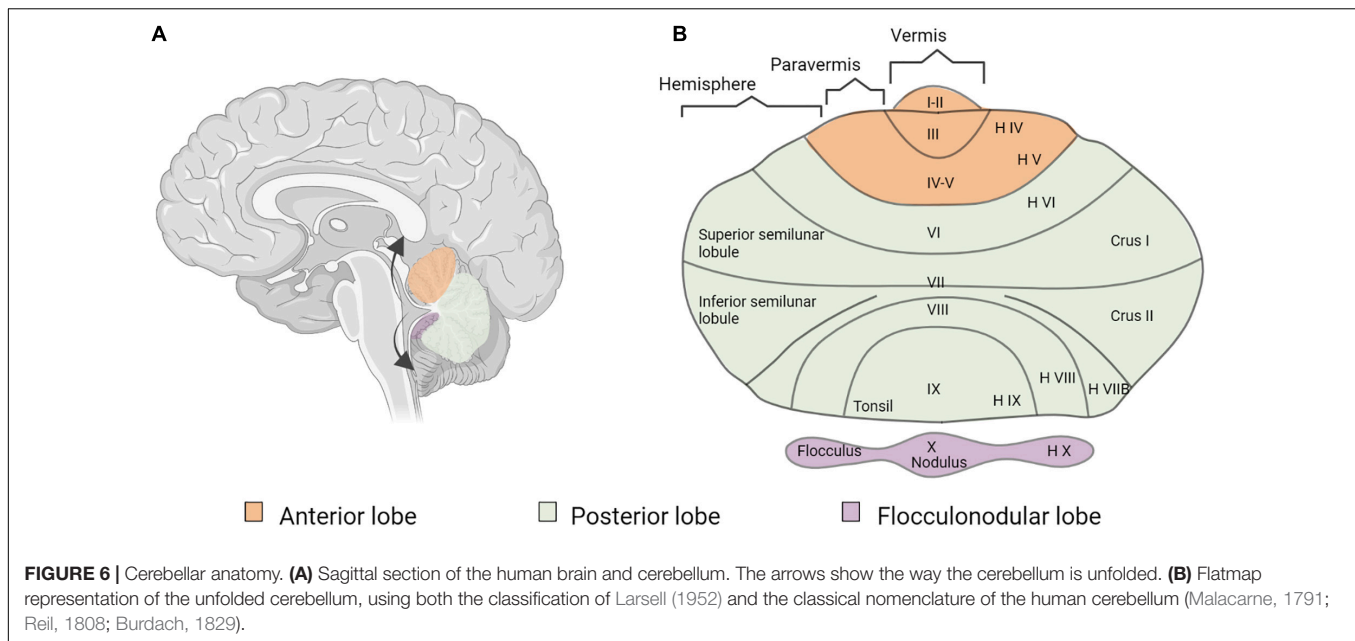 A
B
Vermis
Paravermis
Hemisphere
I-II
III
H IV
H V
IV-V
H VI
VI
Superior semilunar
lobule
Crus I
VII
Inferior semilunar
lobule
VIII
Crus II
H VIII
H VIIB
IX
H IX
Tonsil
Flocculus
X
Nodulus
H X
Anterior lobe
Posterior lobe
Flocculonodular lobe
FIGURE 6 | Cerebellar anatomy. (A) Sagittal section of the human brain and cerebellum. The arrows show the way the cerebellum is unfolded. (B) Flatmap
representation of the unfolded cerebellum, using both the classification of Larsell (1952) and the classical nomenclature of the human cerebellum (Malacarne, 1791;
Reil, 1808; Burdach, 1829).